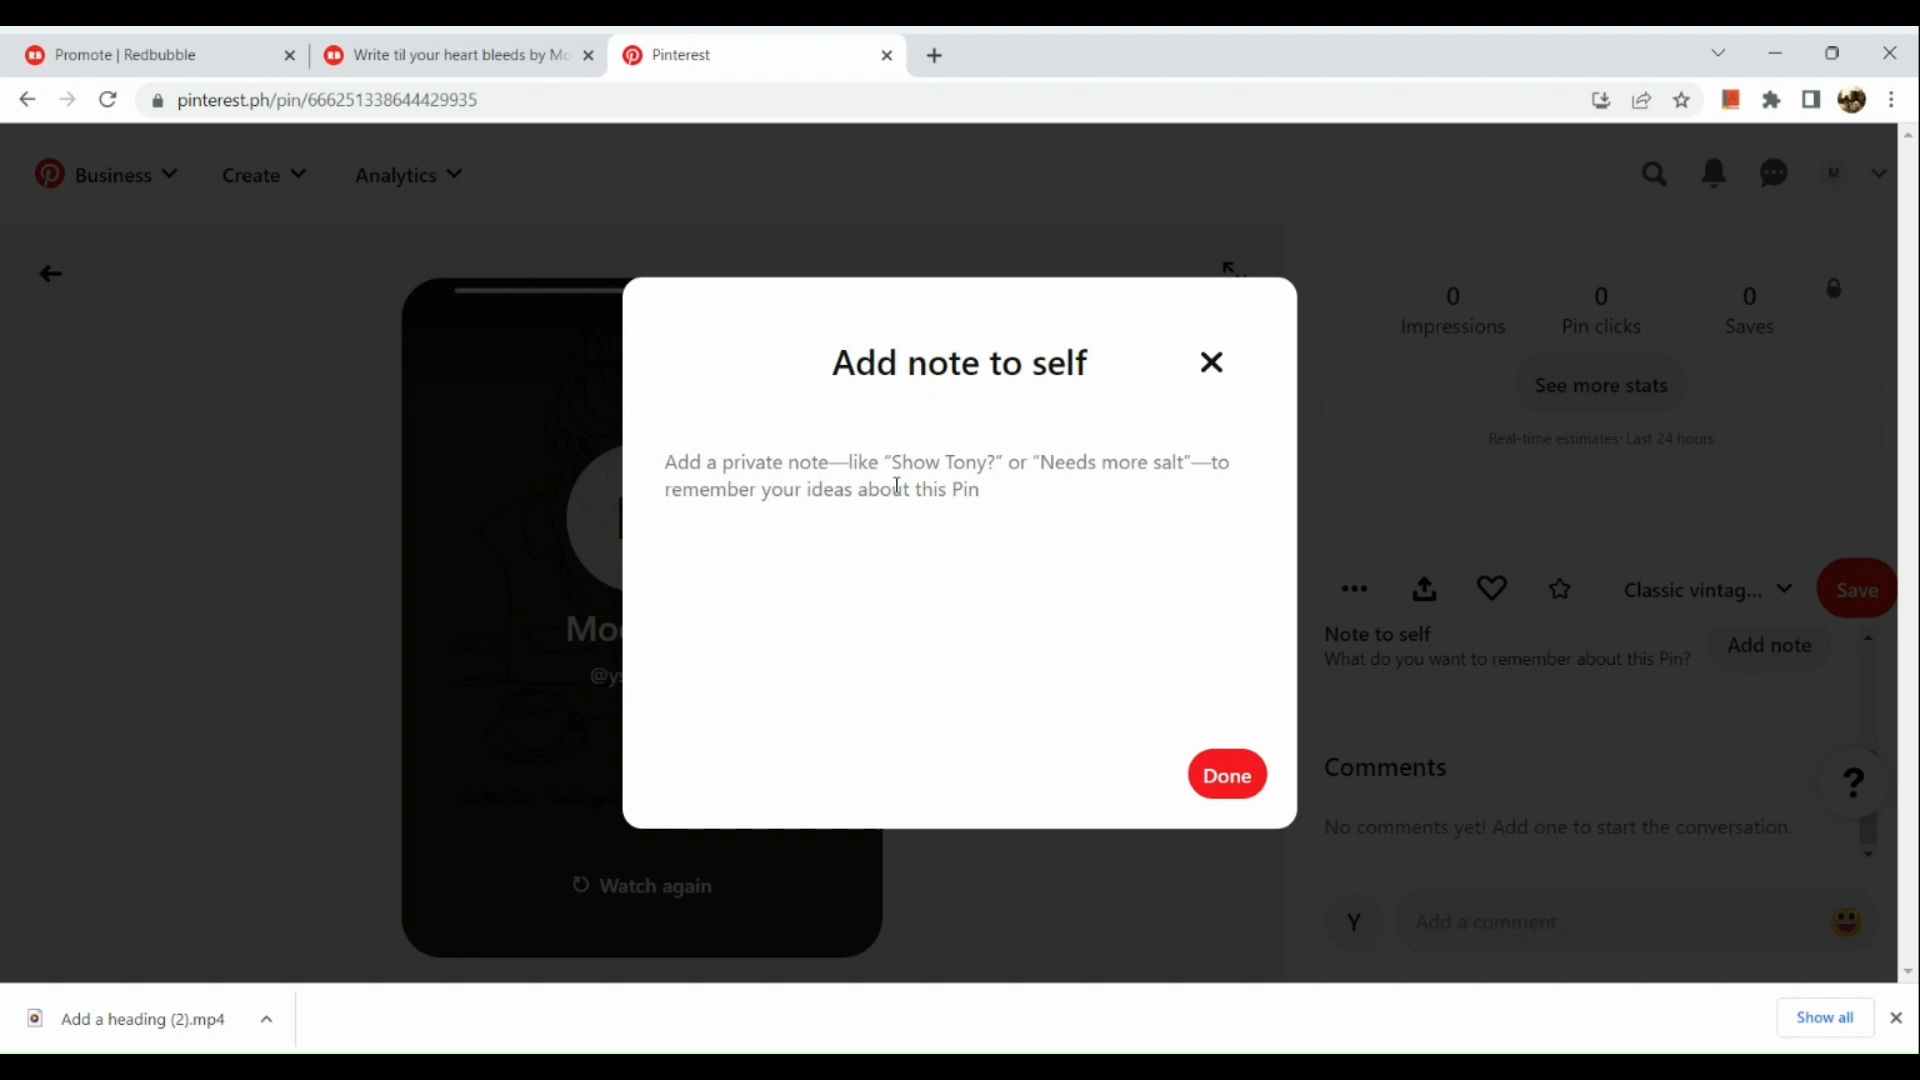 Promote | Redbubble
Write til your heart bleeds by Mo
Pinterest
pinterest.ph/pin/666251338644429935
Business
Create
Analytics
M
0
0
0
Impressions
Pin clicks
Saves
See more stats
Real-time estimates· Last 24 hours
Add note to self
Add a private note—like “Show Tony?” or “Needs more salt”—to
remember your ideas about this Pin
Done
Mo
@ys
Watch again
Classic vintag...
Save
Note to self
What do you want to remember about this Pin?
Add note
Comments
?
No comments yet! Add one to start the conversation.
Y
Add a comment
Add a heading (2).mp4
Show all